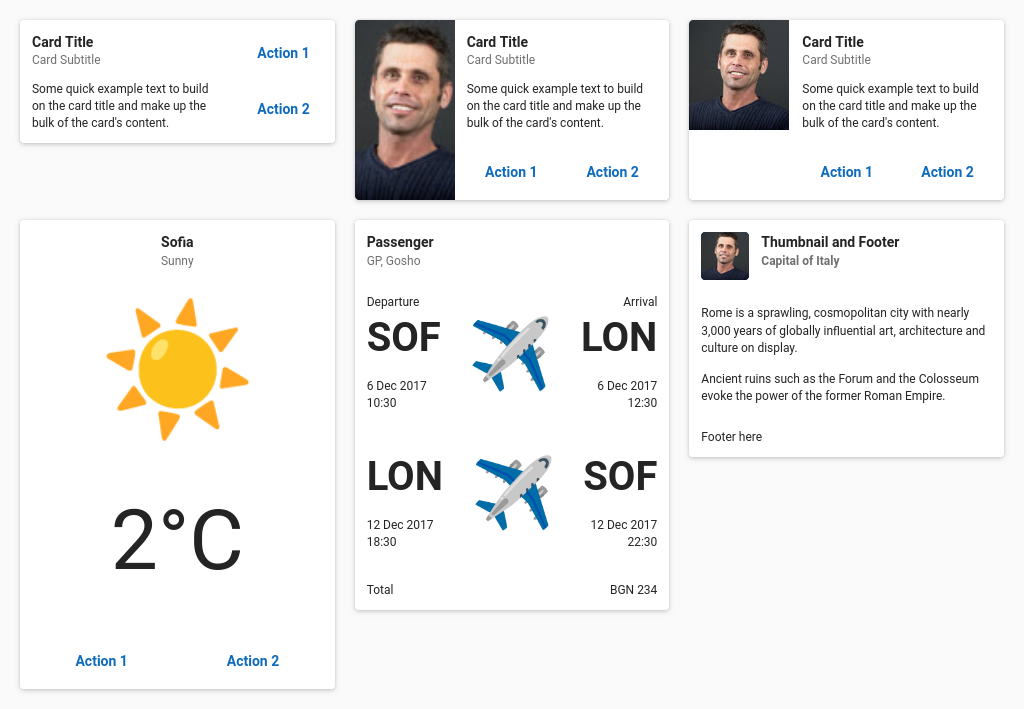 Card Title
Card Subtitle
Some quick example text to build
on the card title and make up the
bulk of the card's content.
Action 1
Action 2
Card Title
Card Subtitle
Some quick example text to build
on the card title and make up the
bulk of the card's content.
Action 1 Action 2
Card Title
Card Subtitle
Some quick example text to build
on the card title and make up the
bulk of the card's content.
Action 1 Action 2
Sofia
Sunny
2°C
Action 1 Action 2
Passenger
GP, Gosho
Departure Arrival
SOF LON
6 Dec 2017 6 Dec 2017
10:30 12:30
LON SOF
12 Dec 2017 12 Dec 2017
18:30 22:30
Total BGN 234
Thumbnail and Footer
Capital of Italy
Rome is a sprawling, cosmopolitan city with nearly
3,000 years of globally influential art, architecture and
culture on display.
Ancient ruins such as the Forum and the Colosseum
evoke the power of the former Roman Empire.
Footer here